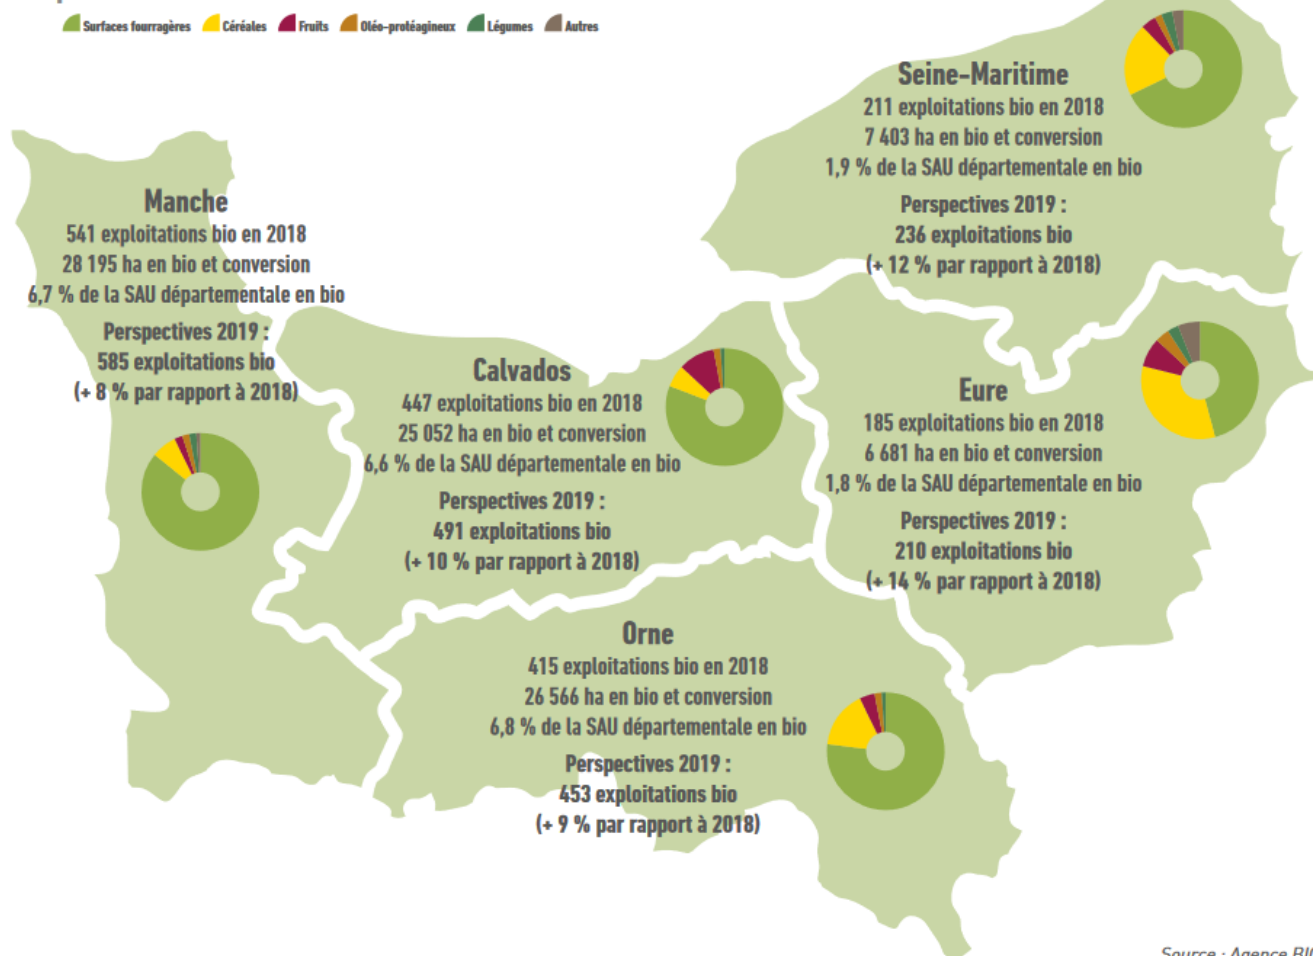 Surfaces fourragères Céréales Fruits Oléo-protéagineux Légumes Autres
Seine-Maritime
211 exploitations bio en 2018
7 403 ha en bio et conversion
1,9 % de la SAU départementale en bio
Perspectives 2019 :
236 exploitations bio
(+ 12 % par rapport à 2018)
Manche
541 exploitations bio en 2018
28 195 ha en bio et conversion
6,7 % de la SAU départementale en bio
Perspectives 2019 :
585 exploitations bio
(+ 8 % par rapport à 2018)
Calvados
447 exploitations bio en 2018
25 052 ha en bio et conversion
6,6 % de la SAU départementale en bio
Perspectives 2019 :
491 exploitations bio
(+ 10 % par rapport à 2018)
Eure
185 exploitations bio en 2018
6 681 ha en bio et conversion
1,8 % de la SAU départementale en bio
Perspectives 2019 :
210 exploitations bio
(+ 14 % par rapport à 2018)
Orne
415 exploitations bio en 2018
26 566 ha en bio et conversion
6,8 % de la SAU départementale en bio
Perspectives 2019 :
453 exploitations bio
(+ 9 % par rapport à 2018)
Source : Agence